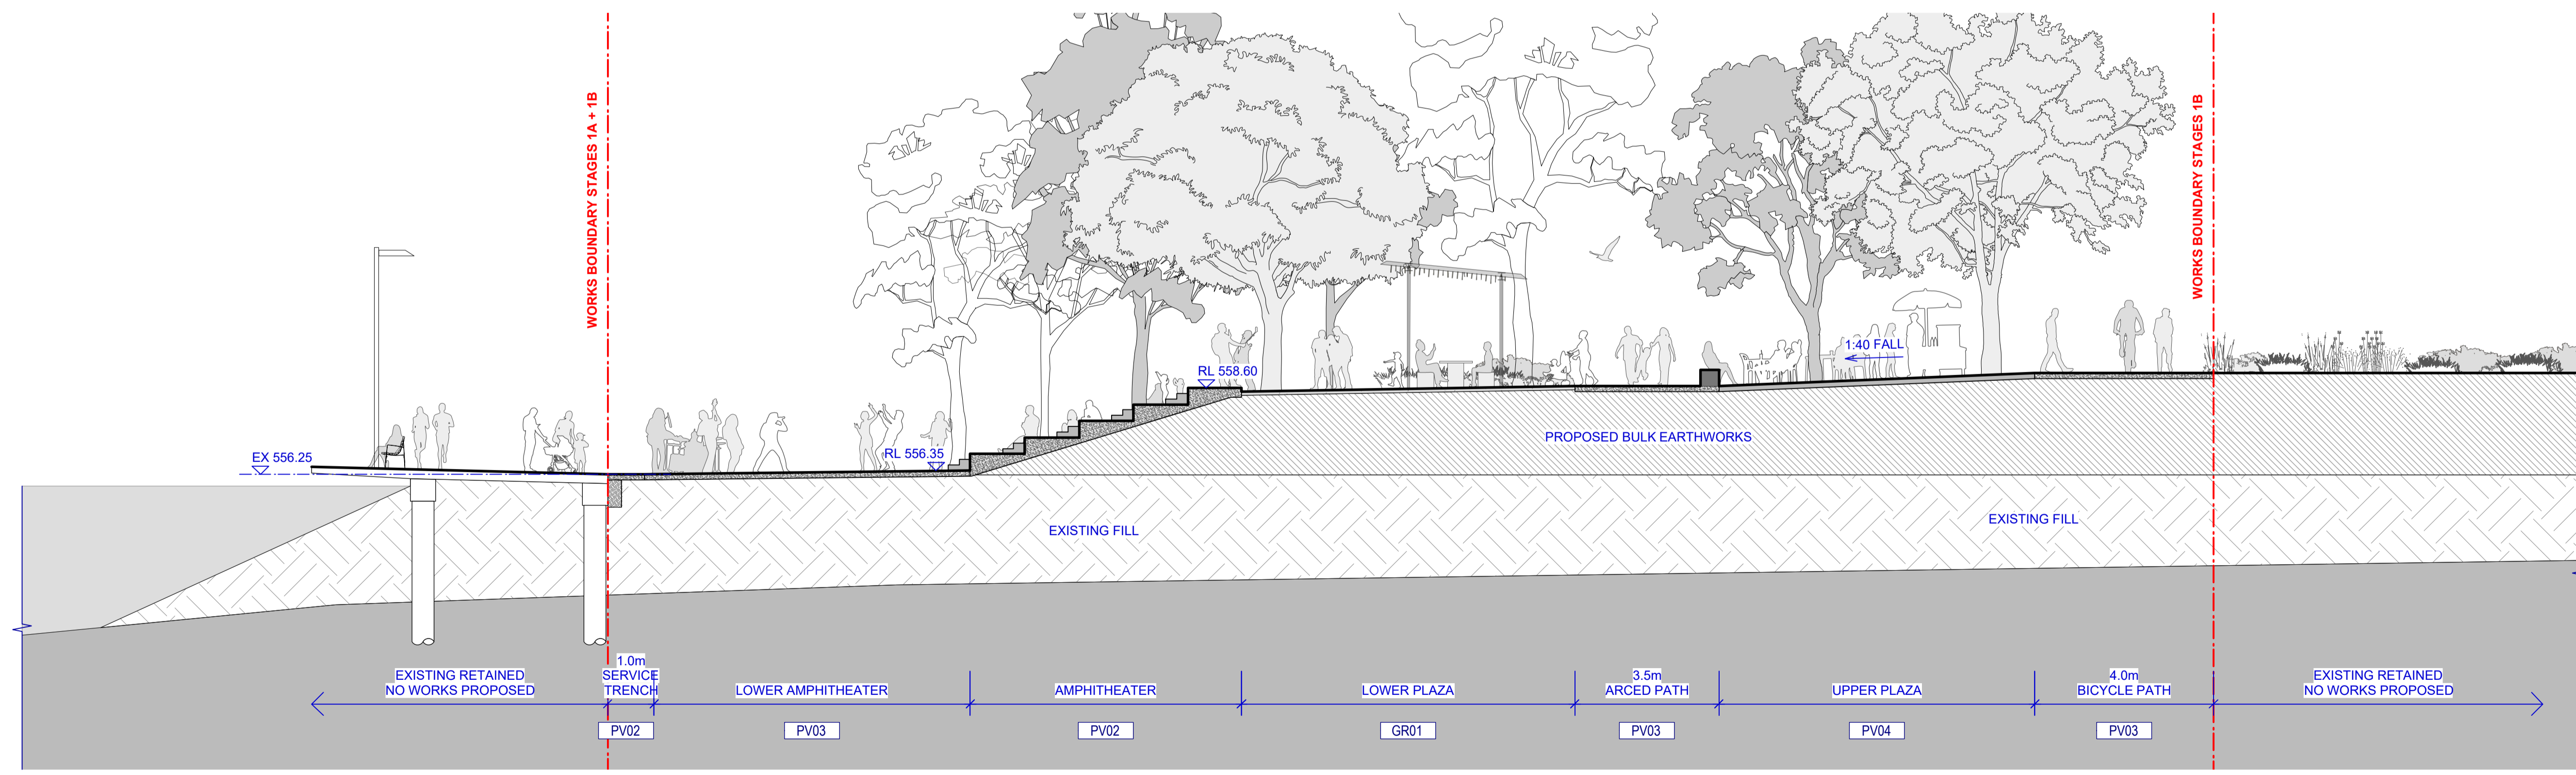 WORKS BOUNDARY STAGES 1A + 1B
WORKS BOUNDARY STAGES 1B
1:40 FALL
RL 558.60
PROPOSED BULK EARTHWORKS
EX 556.25
RL 556.35
EXISTING FILL
EXISTING FILL
EXISTING RETAINED
NO WORKS PROPOSED
1.0m
SERVICE
TRENCH
LOWER AMPHITHEATER
AMPHITHEATER
LOWER PLAZA
3.5m
ARCED PATH
UPPER PLAZA
4.0m
BICYCLE PATH
EXISTING RETAINED
NO WORKS PROPOSED
PV02
PV03
PV02
GR01
PV03
PV04
PV03